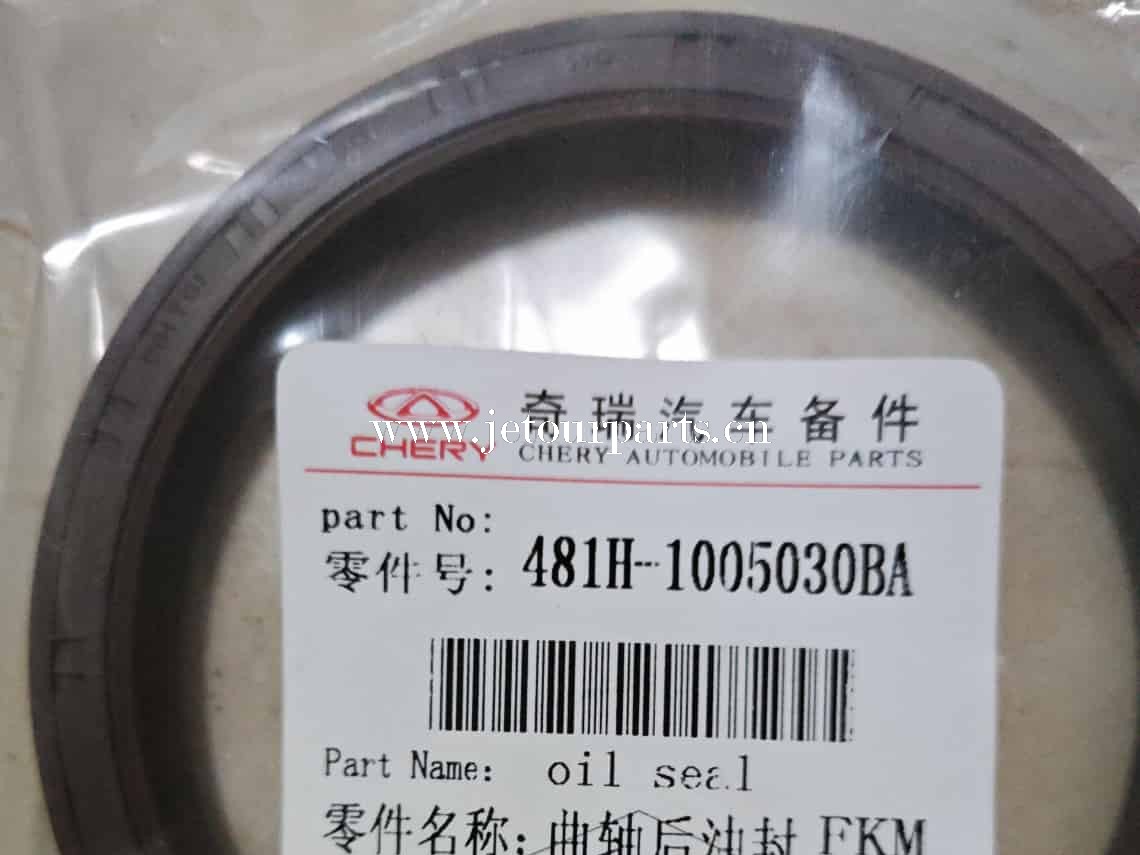 奇瑞汽车备件
CHERY
CHERY AUTOMOBILE PARTS
www.jetourparts.cn
part No:
零件号: 481H-1005030BA
Part Name: oil seal
零件名称: 曲轴后油封 FKM